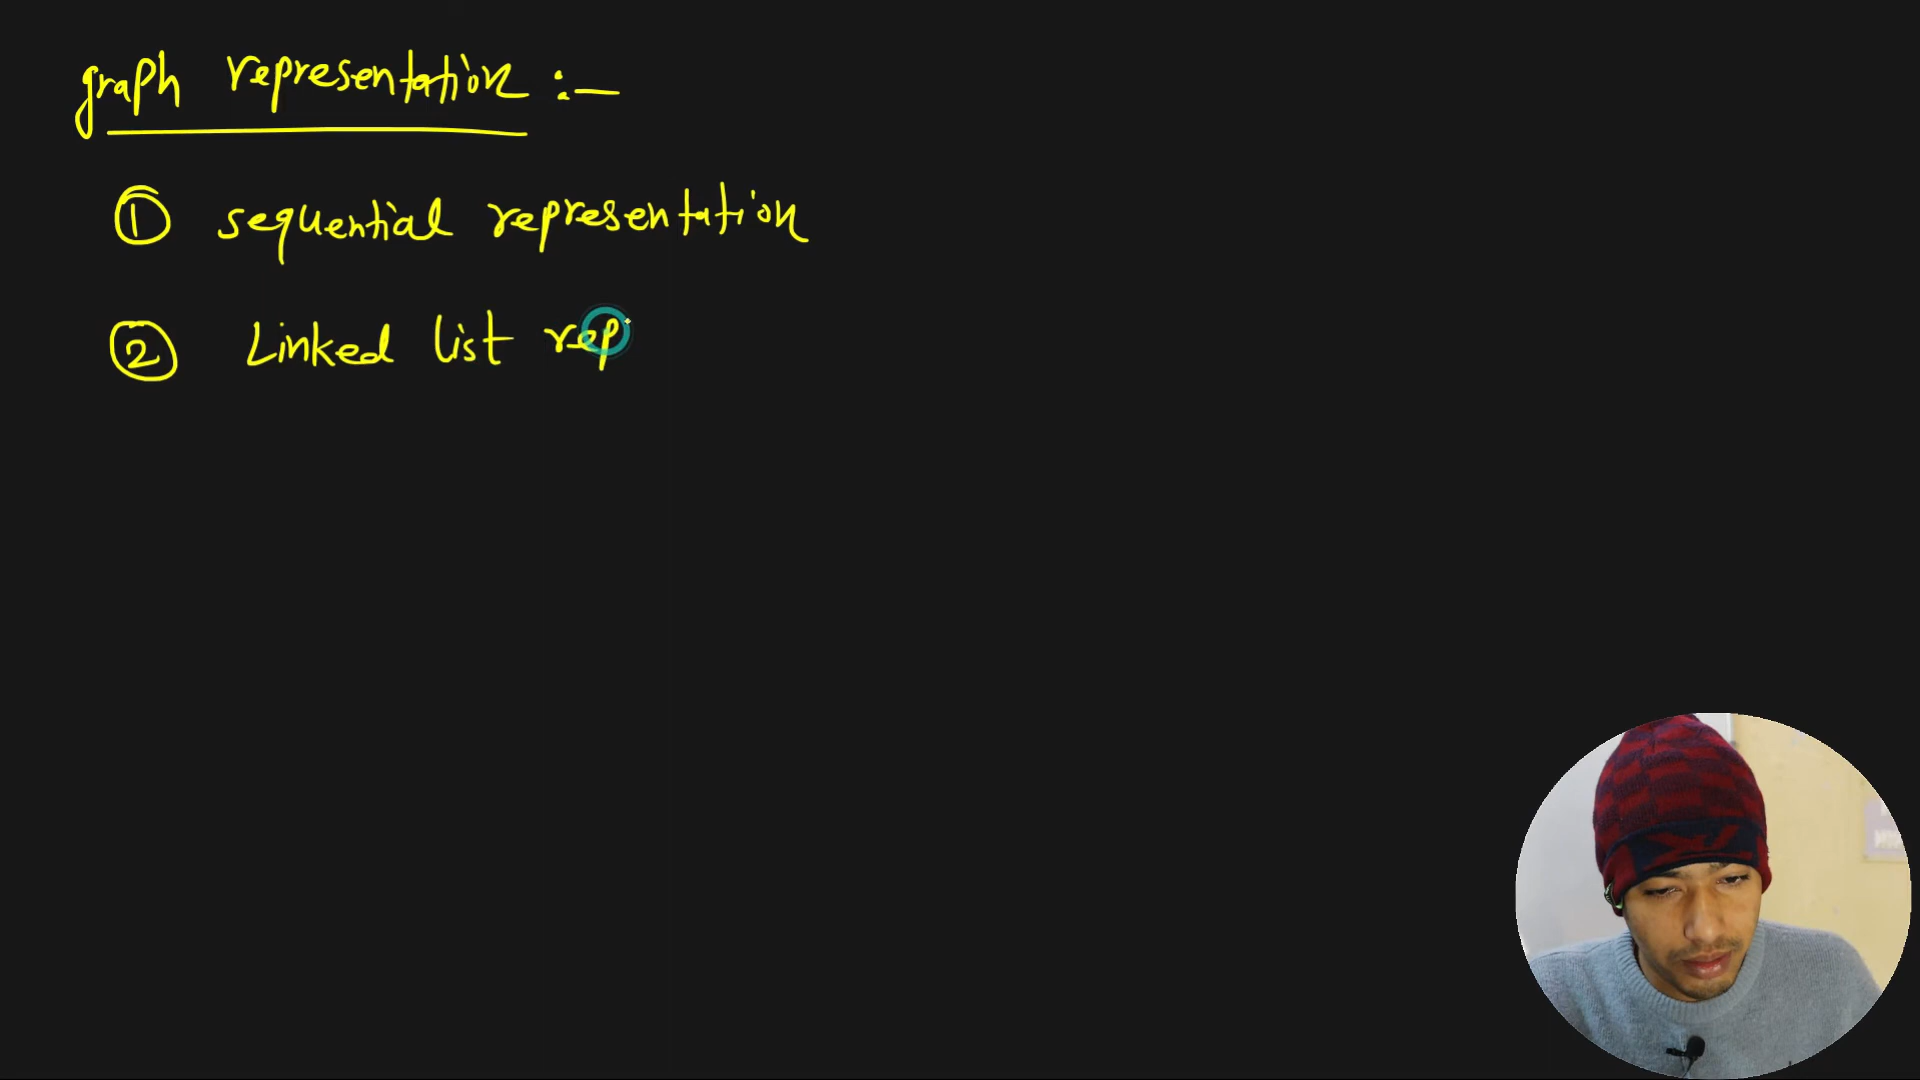 graph representation :-
① sequential representation
② Linked list rep